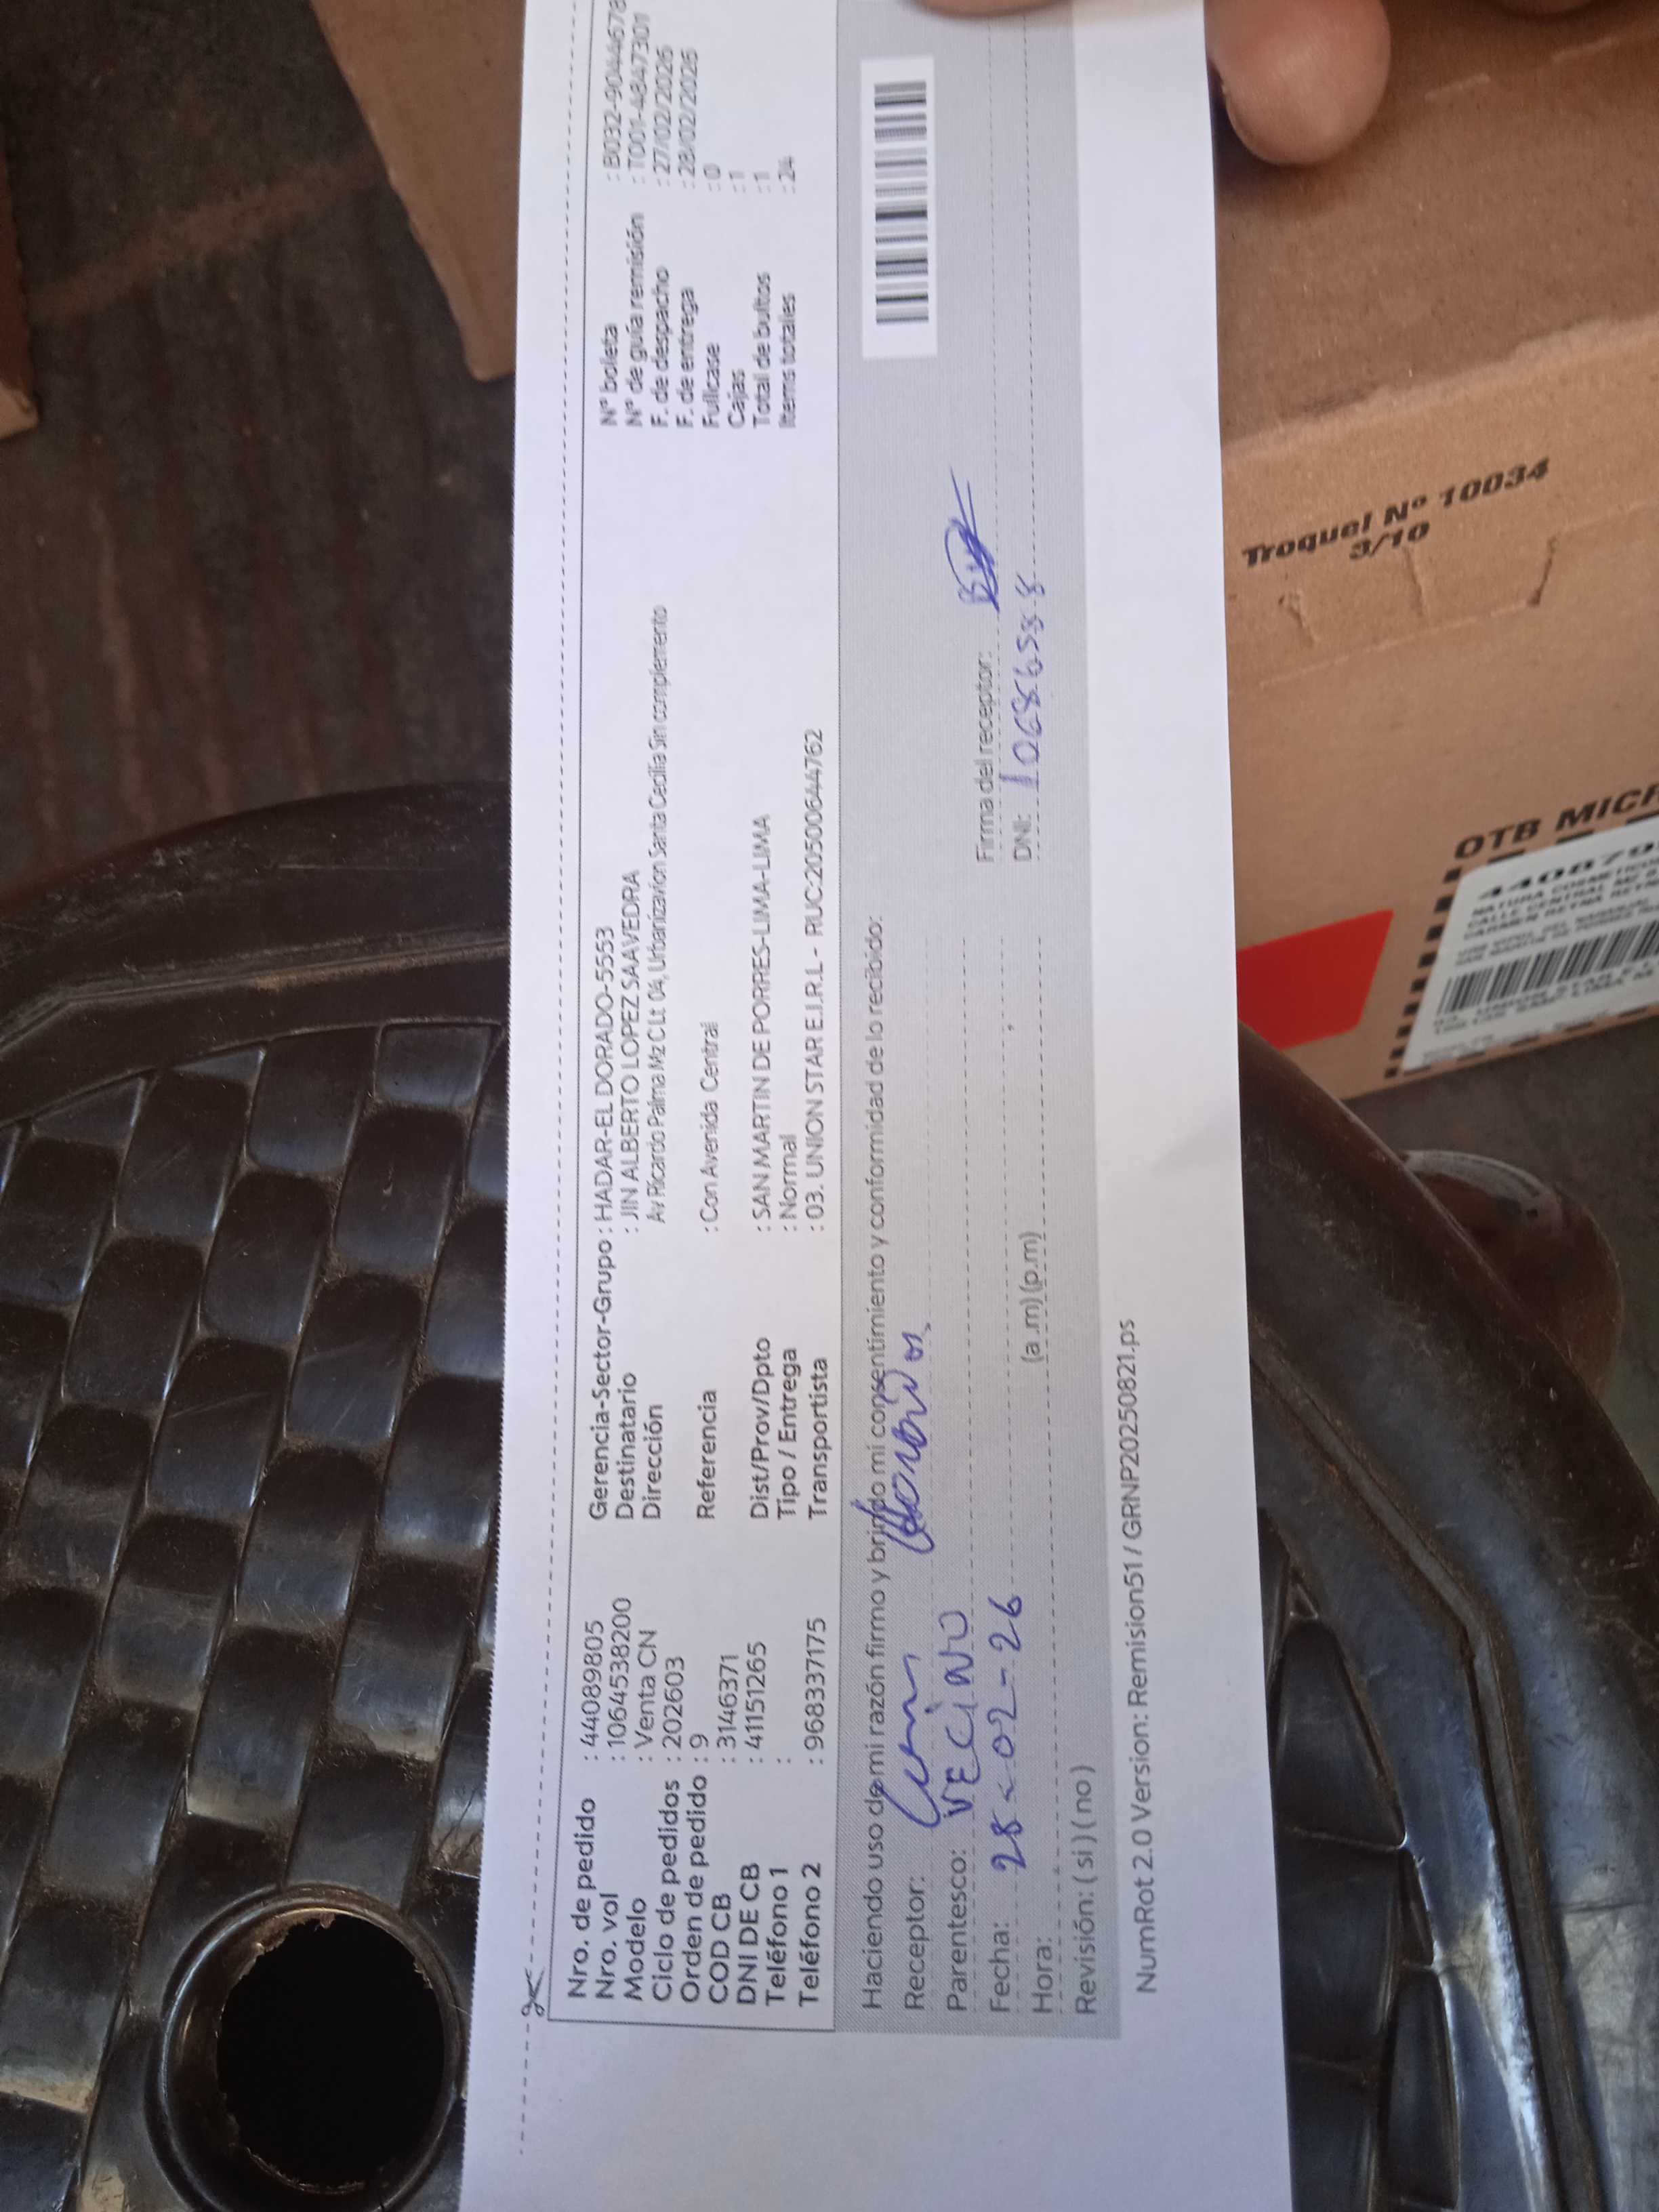 Nro. de pedido : 44089805
Nro. vol : 10644538200
Modelo : Venta CN
Ciclo de pedidos : 202603
Orden de pedido : 9
COD CB : 3146371
DNI DE CB : 41151265
Teléfono 1 :
Teléfono 2 : 968337175
Gerencia-Sector-Grupo : HADAR-EL DORADO-5553
Destinatario : JIN ALBERTO LOPEZ SAAVEDRA
Dirección Av Ricardo Palma Mz C Lt 04, Urbanizavion Santa Cecilia Sin complemento
Referencia : Con Avenida Central
Dist/Prov/Dpto : SAN MARTIN DE PORRES-LIMA-LIMA
Tipo / Entrega : Normal
Transportista : 03. UNION STAR E.I.R.L - RUC:20500644762
N° boleta : B032-90444678
N° de guía remisión : T001-4847301
F. de despacho : 27/02/2026
F. de entrega : 28/02/2026
Fullcase : 0
Cajas : 1
Total de bultos : 1
Items totales : 24
Haciendo uso de mi razón firmo y brindo mi consentimiento y conformidad de lo recibido:
Receptor:
Parentesco: VECINO
Fecha: 28-02-26
Hora: (a.m) (p.m)
Revisión: ( si ) ( no )
Firma del receptor:
DNI:
NumRot 2.0 Version: Remision51 / GRNP20250821.ps
Troquel Nº 10034
3/10
OTB MICR